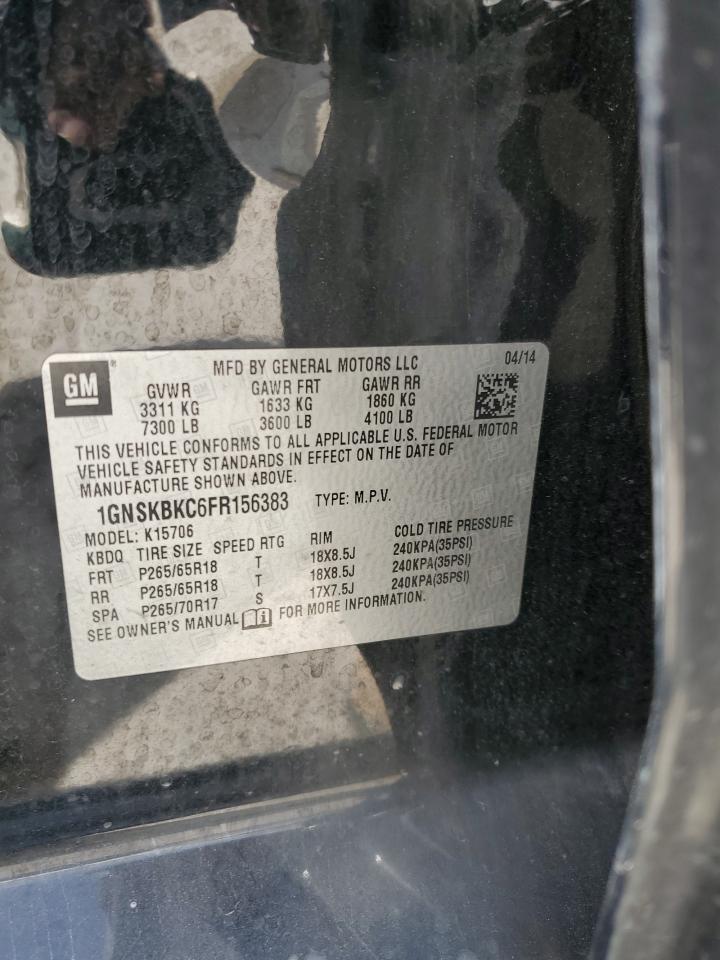 GM
MFD BY GENERAL MOTORS LLC 04/14
GVWR GAWR FRT GAWR RR
3311 KG 1633 KG 1860 KG
7300 LB 3600 LB 4100 LB
THIS VEHICLE CONFORMS TO ALL APPLICABLE U.S. FEDERAL MOTOR
VEHICLE SAFETY STANDARDS IN EFFECT ON THE DATE OF
MANUFACTURE SHOWN ABOVE.
1GNSKBKC6FR156383 TYPE: M.P.V.
MODEL: K15706
KBDQ TIRE SIZE SPEED RTG RIM COLD TIRE PRESSURE
FRT P265/65R18 T 18X8.5J 240KPA(35PSI)
RR P265/65R18 T 18X8.5J 240KPA(35PSI)
SPA P265/70R17 S 17X7.5J 240KPA(35PSI)
SEE OWNER'S MANUAL FOR MORE INFORMATION.